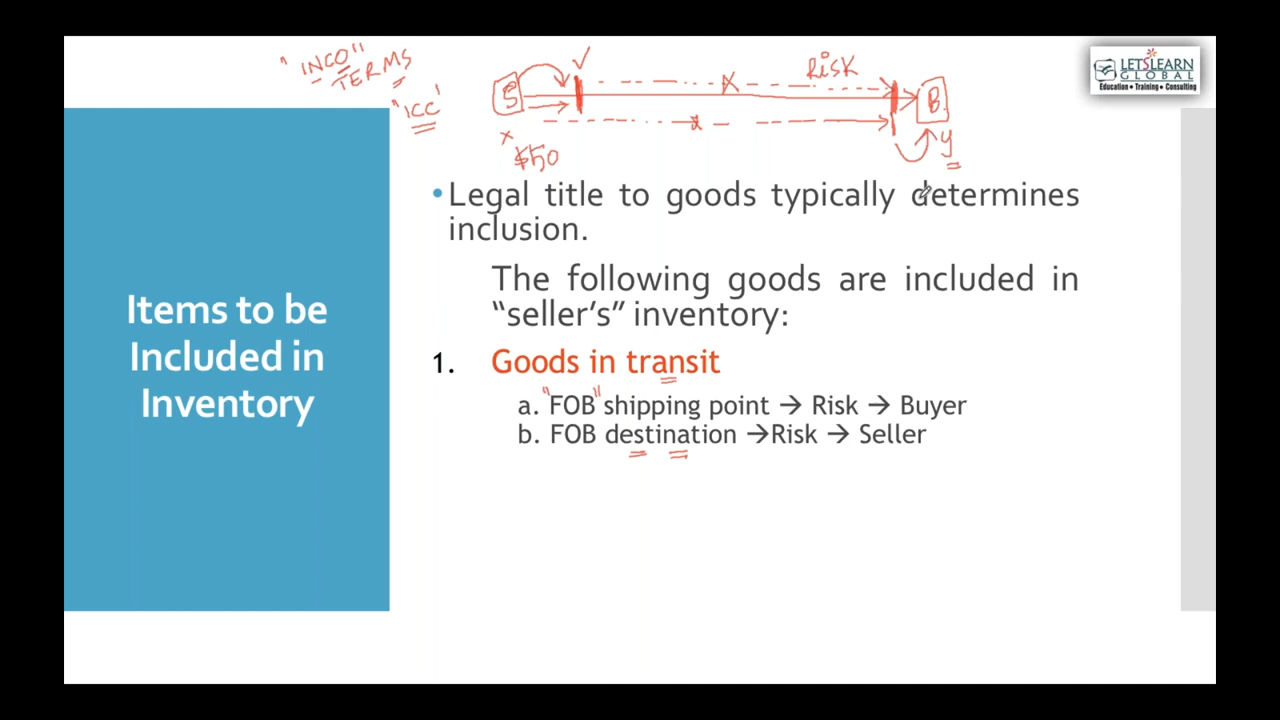 "INCO"
TERMS
'ICC'
S
✓
x
RISK
B
x
x
$50
y
LETSLEARN
GLOBAL
Education • Training • Consulting
Items to be
Included in
Inventory
• Legal title to goods typically determines
inclusion.
The following goods are included in
“seller’s” inventory:
1. Goods in transit
a. "FOB" shipping point → Risk → Buyer
b. FOB destination →Risk → Seller